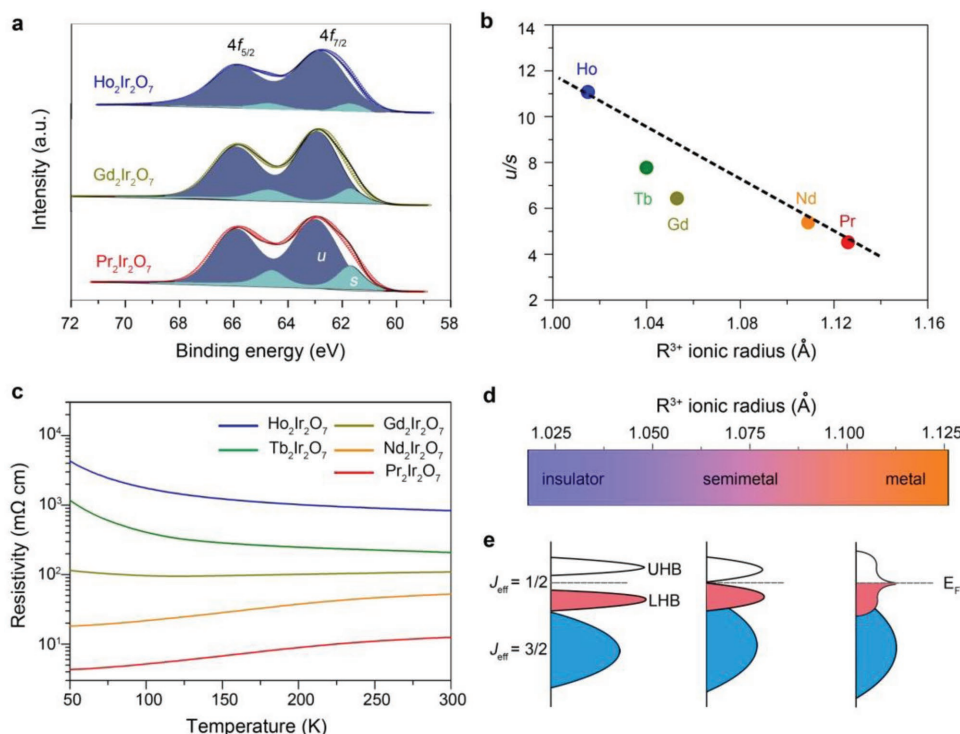 a
4f5/2
4f7/2
Ho2Ir2O7
Gd2Ir2O7
Pr2Ir2O7
u
s
Intensity (a.u.)
72 70 68 66 64 62 60 58
Binding energy (eV)
b
14
12
10
8
6
4
2
u/s
Ho
Tb
Gd
Nd
Pr
1.00 1.04 1.08 1.12 1.16
R³⁺ ionic radius (Å)
c
Resistivity (mΩ cm)
10⁴
10³
10²
10¹
Ho2Ir2O7 Gd2Ir2O7
Tb2Ir2O7 Nd2Ir2O7
Pr2Ir2O7
50 100 150 200 250 300
Temperature (K)
d
R³⁺ ionic radius (Å)
1.025 1.050 1.075 1.100 1.125
insulator semimetal metal
e
Jeff = 1/2
UHB
LHB
EF
Jeff = 3/2